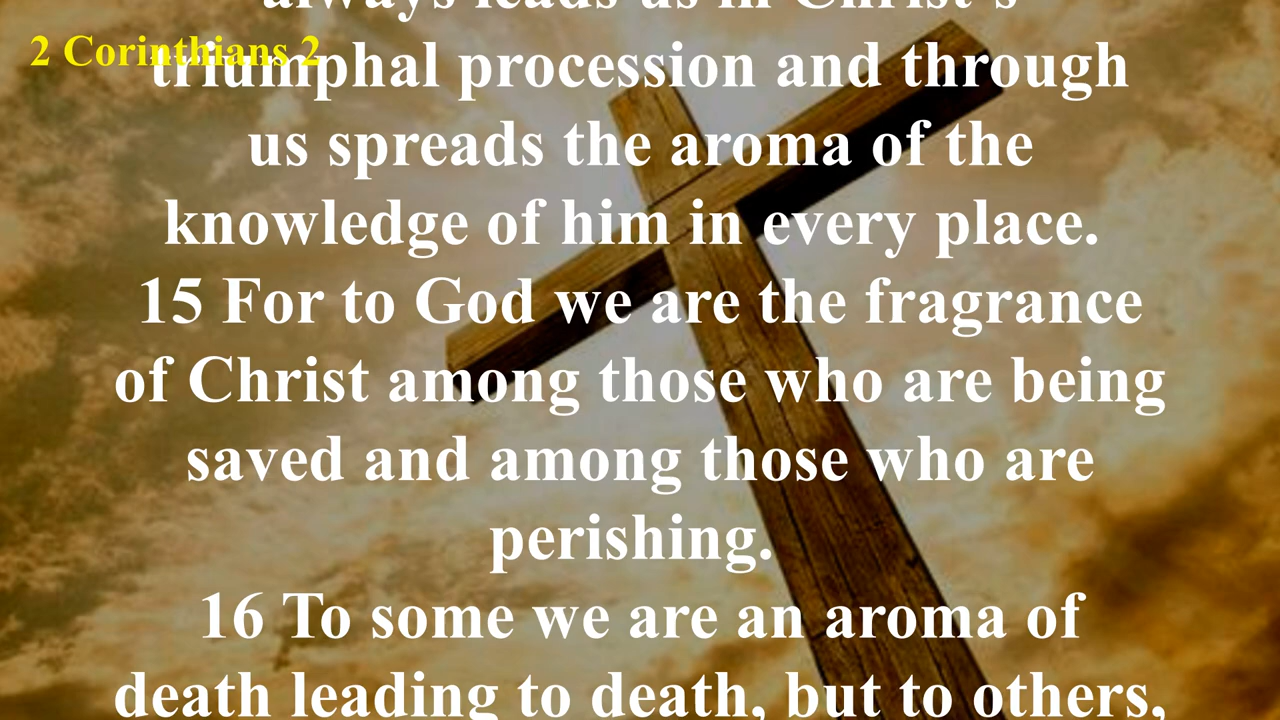 always leads us in Christ's
2 Corinthians 2
triumphal procession and through
us spreads the aroma of the
knowledge of him in every place.
15 For to God we are the fragrance
of Christ among those who are being
saved and among those who are
perishing.
16 To some we are an aroma of
death leading to death, but to others,